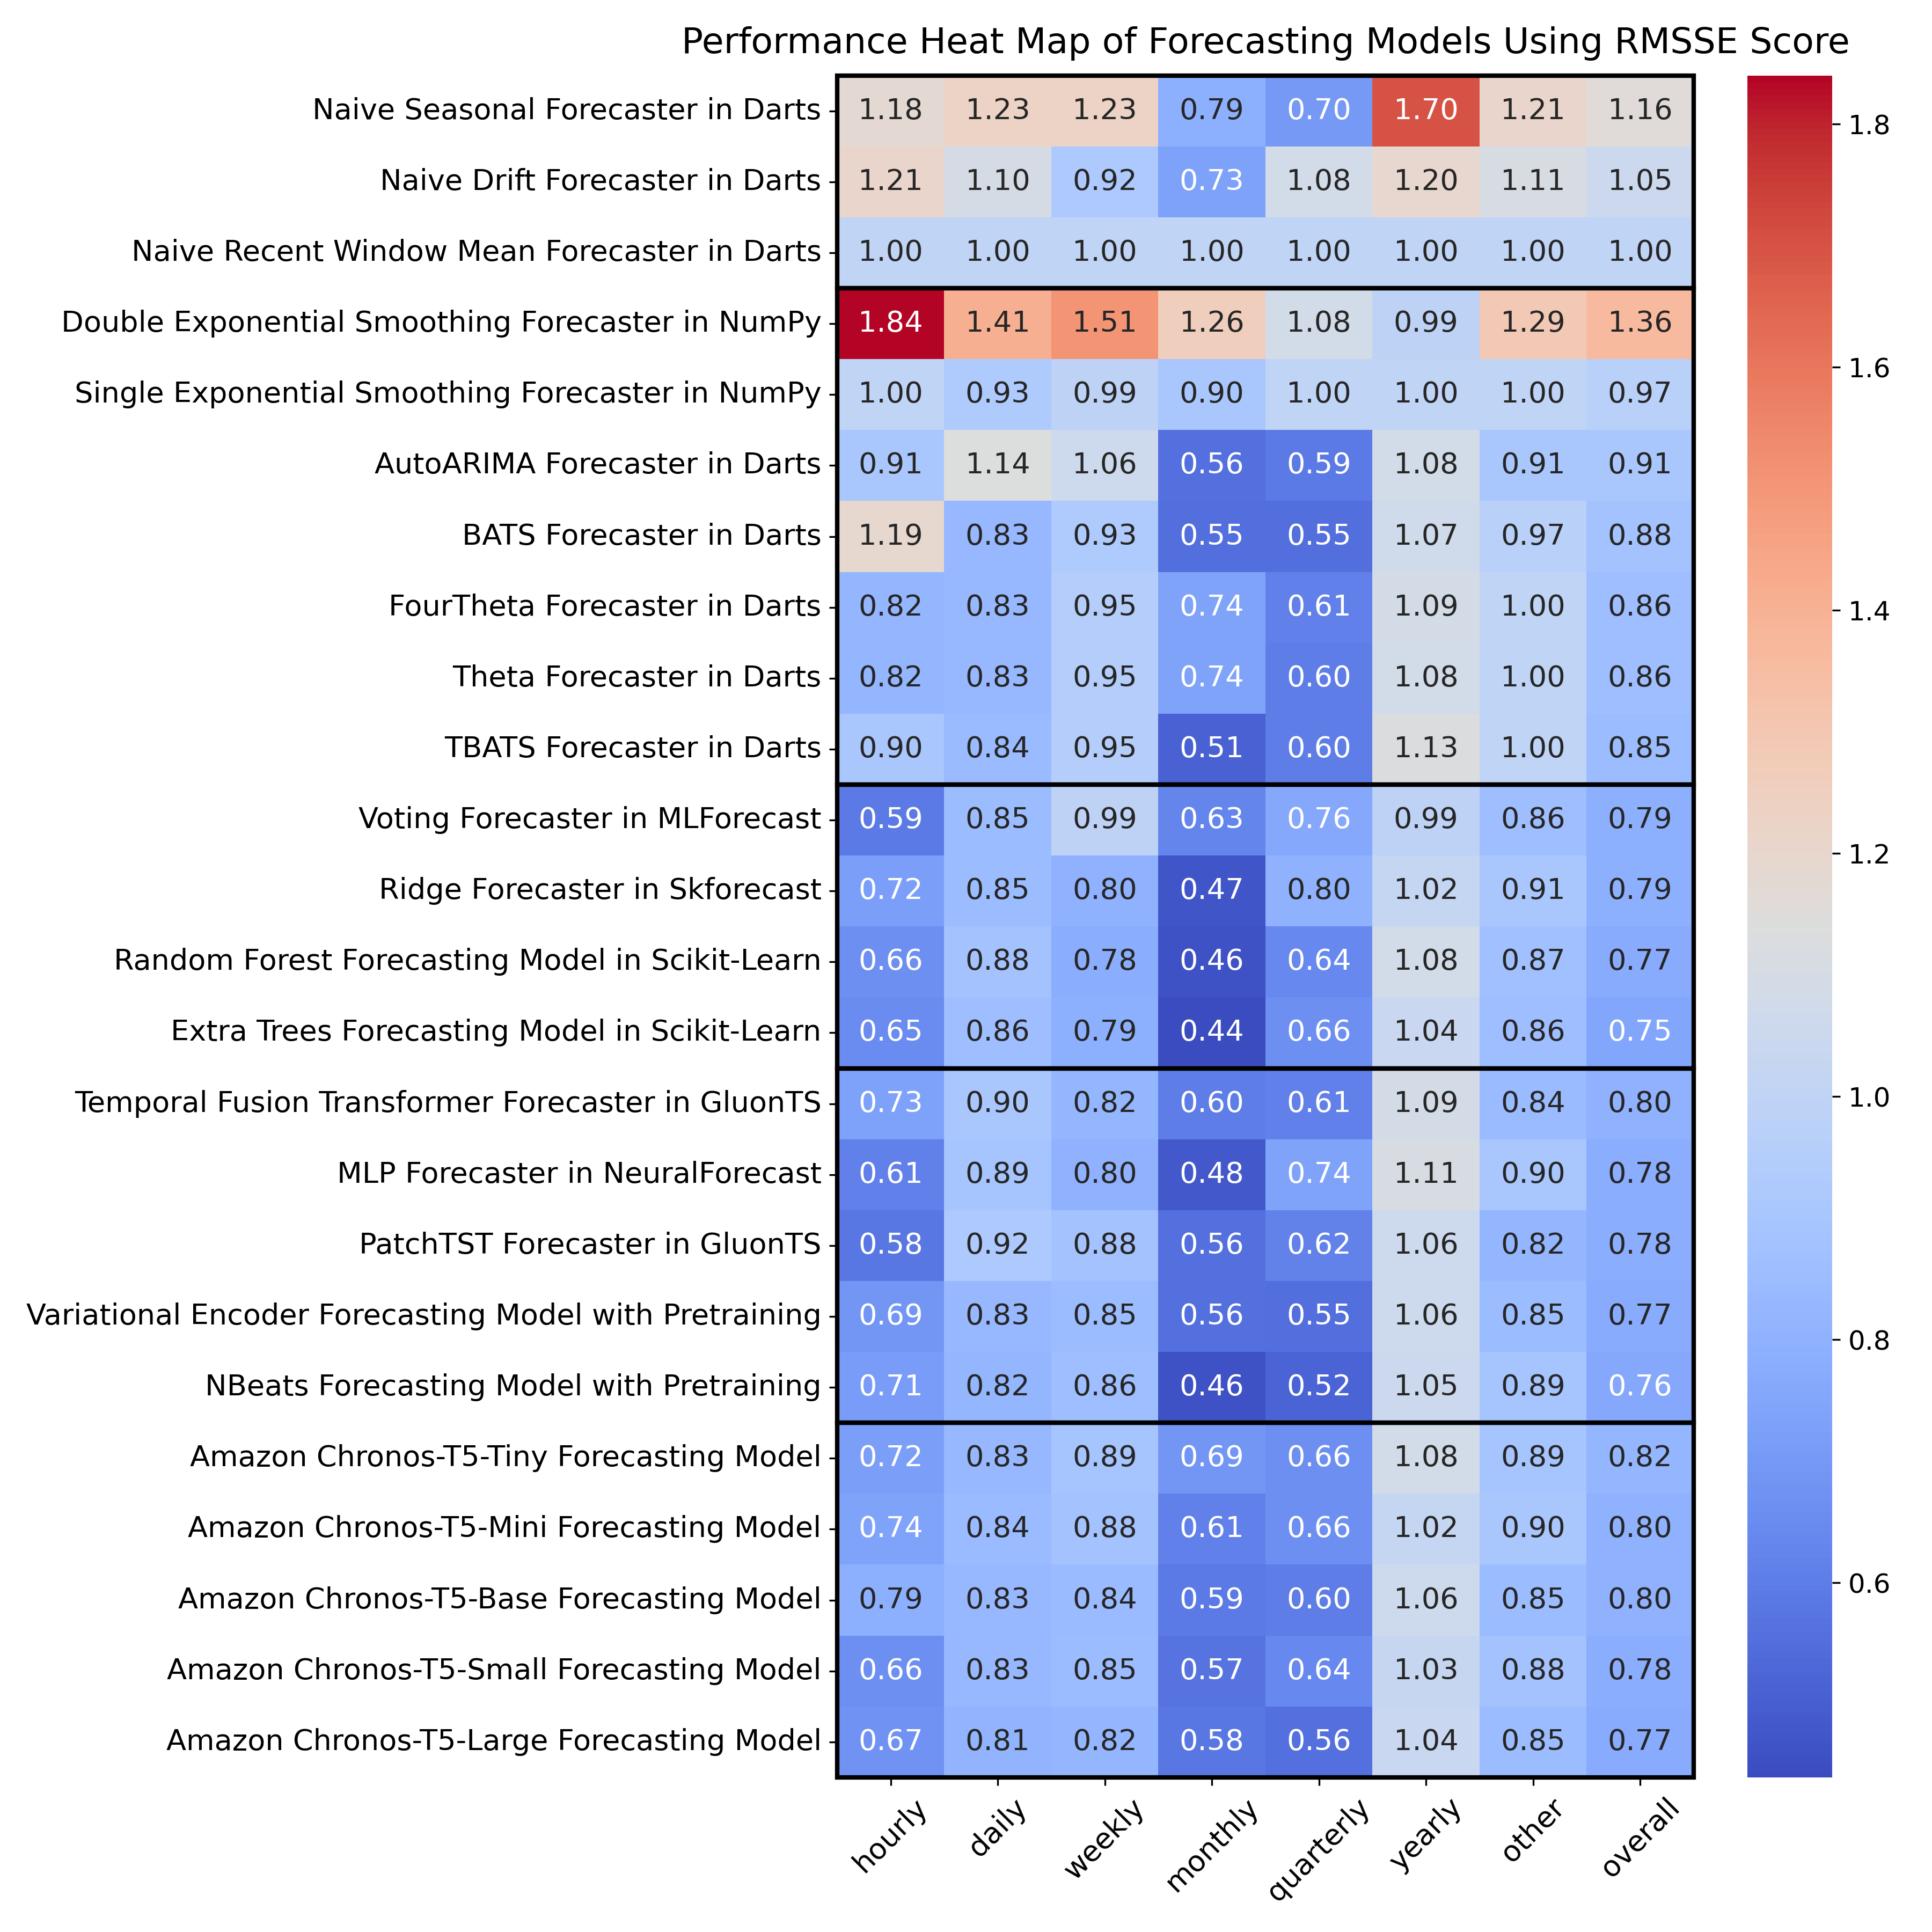 Performance Heat Map of Forecasting Models Using RMSSE Score
Naive Seasonal Forecaster in Darts 1.18 1.23 1.23 0.79 0.70 1.70 1.21 1.16
Naive Drift Forecaster in Darts 1.21 1.10 0.92 0.73 1.08 1.20 1.11 1.05
Naive Recent Window Mean Forecaster in Darts 1.00 1.00 1.00 1.00 1.00 1.00 1.00 1.00
Double Exponential Smoothing Forecaster in NumPy 1.84 1.41 1.51 1.26 1.08 0.99 1.29 1.36
Single Exponential Smoothing Forecaster in NumPy 1.00 0.93 0.99 0.90 1.00 1.00 1.00 0.97
AutoARIMA Forecaster in Darts 0.91 1.14 1.06 0.56 0.59 1.08 0.91 0.91
BATS Forecaster in Darts 1.19 0.83 0.93 0.55 0.55 1.07 0.97 0.88
FourTheta Forecaster in Darts 0.82 0.83 0.95 0.74 0.61 1.09 1.00 0.86
Theta Forecaster in Darts 0.82 0.83 0.95 0.74 0.60 1.08 1.00 0.86
TBATS Forecaster in Darts 0.90 0.84 0.95 0.51 0.60 1.13 1.00 0.85
Voting Forecaster in MLForecast 0.59 0.85 0.99 0.63 0.76 0.99 0.86 0.79
Ridge Forecaster in Skforecast 0.72 0.85 0.80 0.47 0.80 1.02 0.91 0.79
Random Forest Forecasting Model in Scikit-Learn 0.66 0.88 0.78 0.46 0.64 1.08 0.87 0.77
Extra Trees Forecasting Model in Scikit-Learn 0.65 0.86 0.79 0.44 0.66 1.04 0.86 0.75
Temporal Fusion Transformer Forecaster in GluonTS 0.73 0.90 0.82 0.60 0.61 1.09 0.84 0.80
MLP Forecaster in NeuralForecast 0.61 0.89 0.80 0.48 0.74 1.11 0.90 0.78
PatchTST Forecaster in GluonTS 0.58 0.92 0.88 0.56 0.62 1.06 0.82 0.78
Variational Encoder Forecasting Model with Pretraining 0.69 0.83 0.85 0.56 0.55 1.06 0.85 0.77
NBeats Forecasting Model with Pretraining 0.71 0.82 0.86 0.46 0.52 1.05 0.89 0.76
Amazon Chronos-T5-Tiny Forecasting Model 0.72 0.83 0.89 0.69 0.66 1.08 0.89 0.82
Amazon Chronos-T5-Mini Forecasting Model 0.74 0.84 0.88 0.61 0.66 1.02 0.90 0.80
Amazon Chronos-T5-Base Forecasting Model 0.79 0.83 0.84 0.59 0.60 1.06 0.85 0.80
Amazon Chronos-T5-Small Forecasting Model 0.66 0.83 0.85 0.57 0.64 1.03 0.88 0.78
Amazon Chronos-T5-Large Forecasting Model 0.67 0.81 0.82 0.58 0.56 1.04 0.85 0.77
hourly daily weekly monthly quarterly yearly other overall
1.8
1.6
1.4
1.2
1.0
0.8
0.6